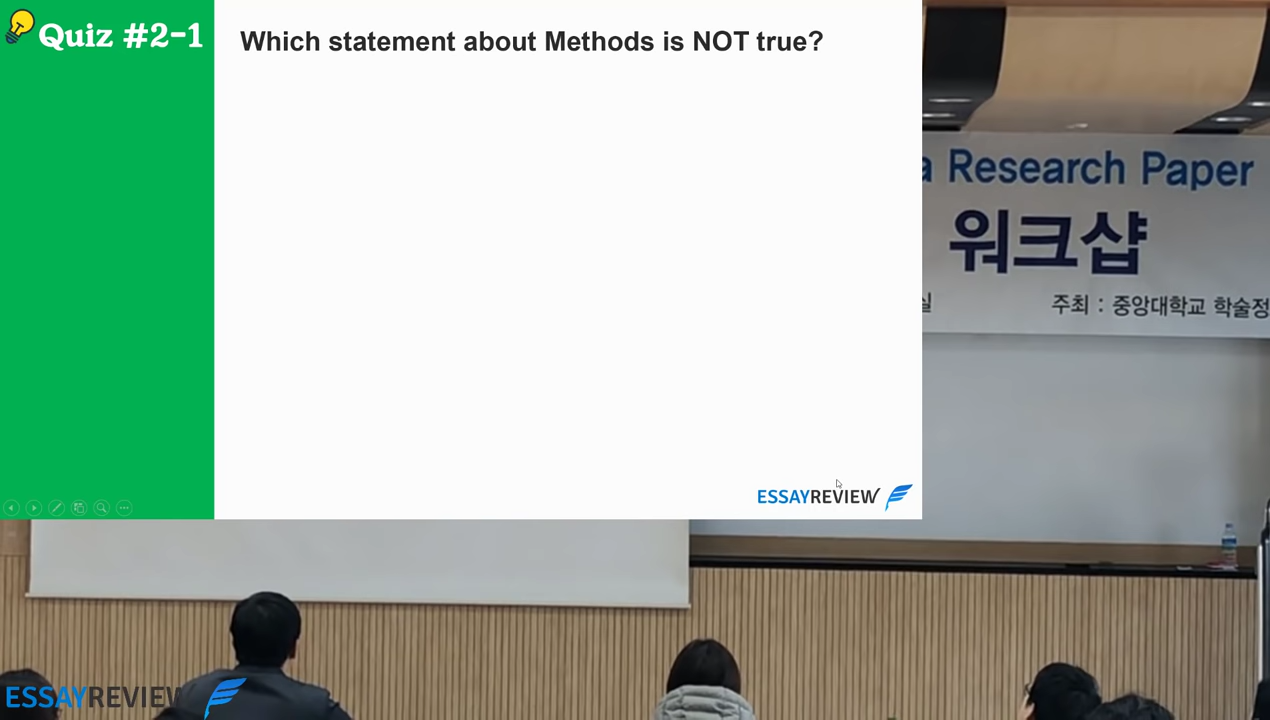 Quiz #2-1
Which statement about Methods is NOT true?
a Research Paper
워크샵
실 주최 : 중앙대학교 학술정
ESSAYREVIEW
ESSAYREVIEW